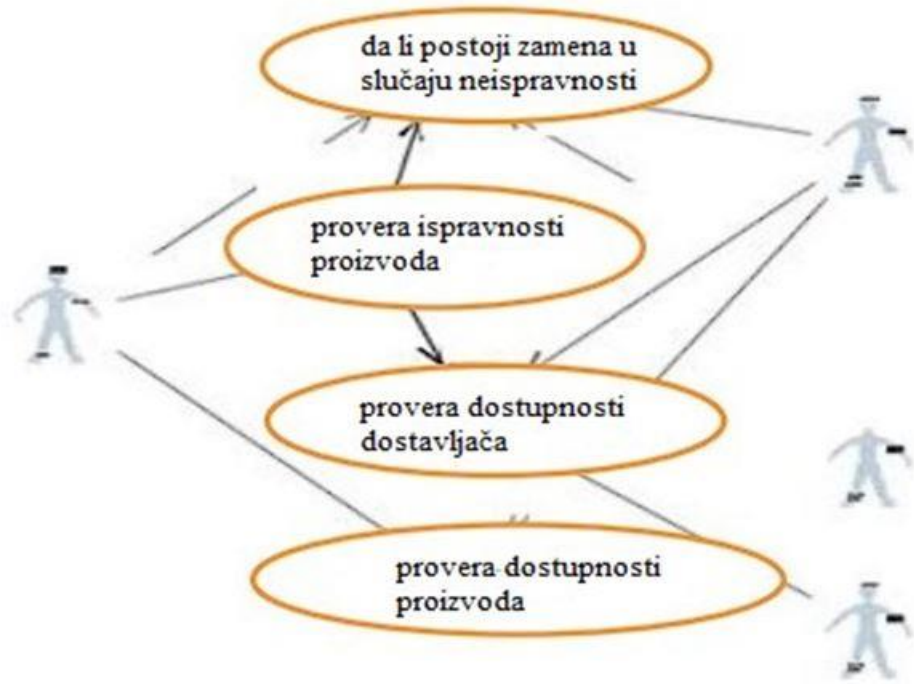 da li postoji zamena u
slučaju neispravnosti
provera ispravnosti
proizvoda
provera dostupnosti
dostavljača
provera dostupnosti
proizvoda